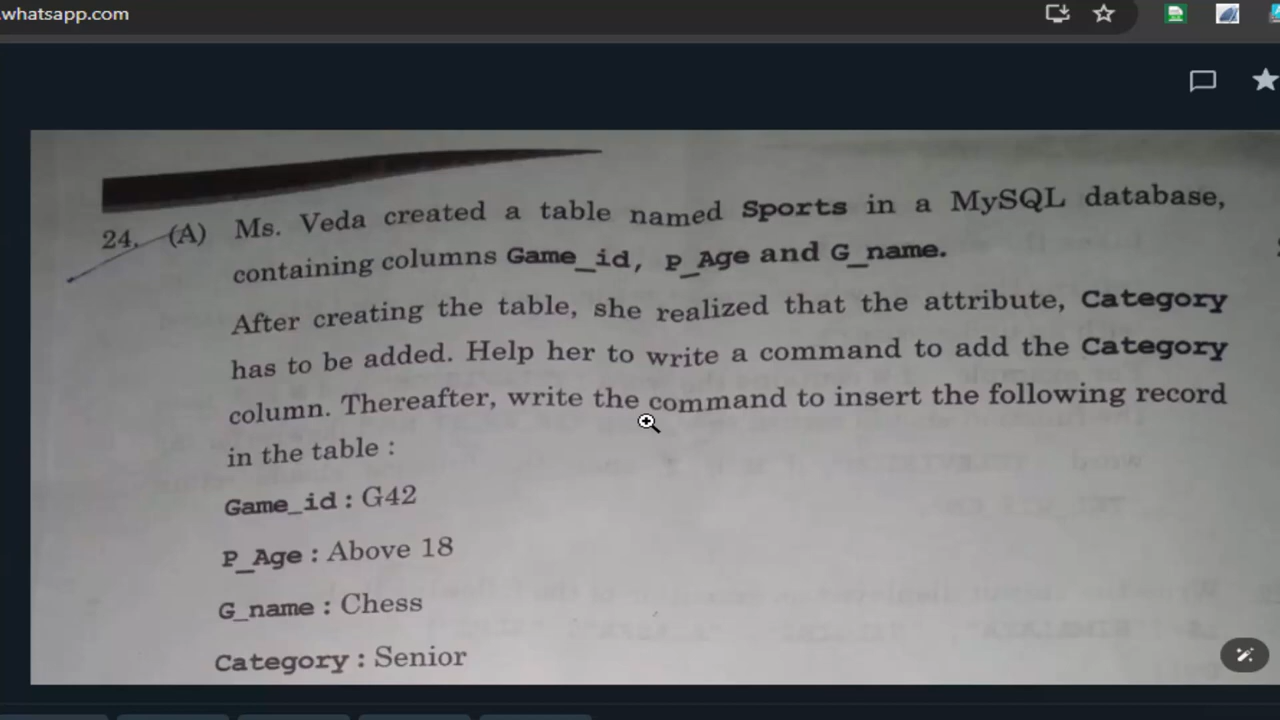 .whatsapp.com
24. (A) Ms. Veda created a table named Sports in a MySQL database,
containing columns Game_id, P_Age and G_name.
After creating the table, she realized that the attribute, Category
has to be added. Help her to write a command to add the Category
column. Thereafter, write the command to insert the following record
in the table :
Game_id : G42
P_Age : Above 18
G_name : Chess
Category : Senior